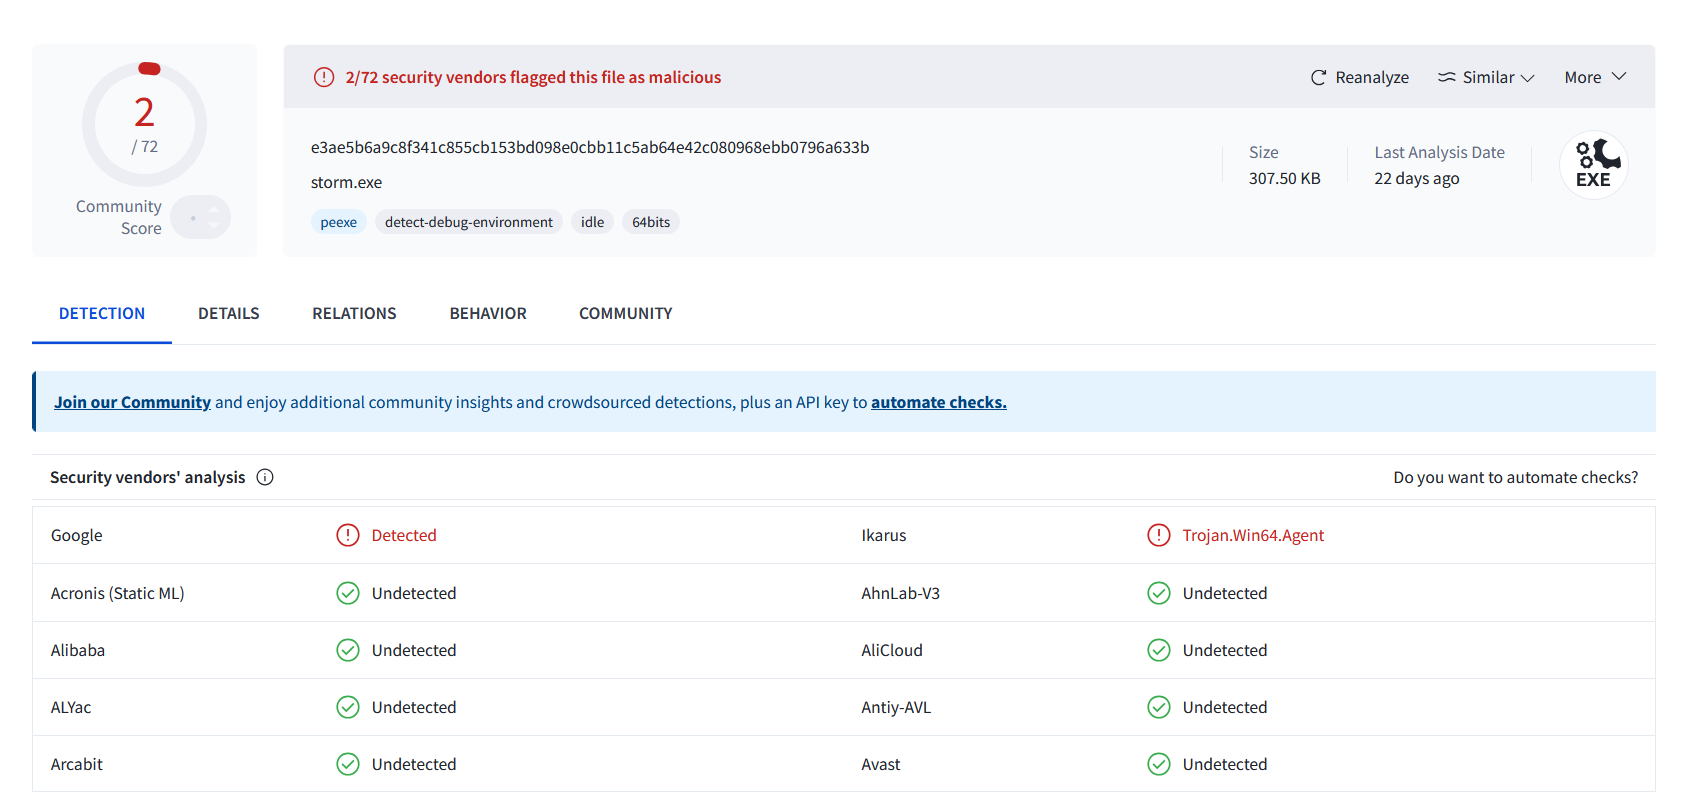 2
/ 72
Community
Score
2/72 security vendors flagged this file as malicious
Reanalyze
Similar
More
e3ae5b6a9c8f341c855cb153bd098e0cbb11c5ab64e42c080968ebb0796a633b
storm.exe
peexe
detect-debug-environment
idle
64bits
Size
307.50 KB
Last Analysis Date
22 days ago
EXE
DETECTION
DETAILS
RELATIONS
BEHAVIOR
COMMUNITY
Join our Community and enjoy additional community insights and crowdsourced detections, plus an API key to automate checks.
Security vendors' analysis
Do you want to automate checks?
Google Detected Ikarus Trojan.Win64.Agent
Acronis (Static ML) Undetected AhnLab-V3 Undetected
Alibaba Undetected AliCloud Undetected
ALYac Undetected Antiy-AVL Undetected
Arcabit Undetected Avast Undetected